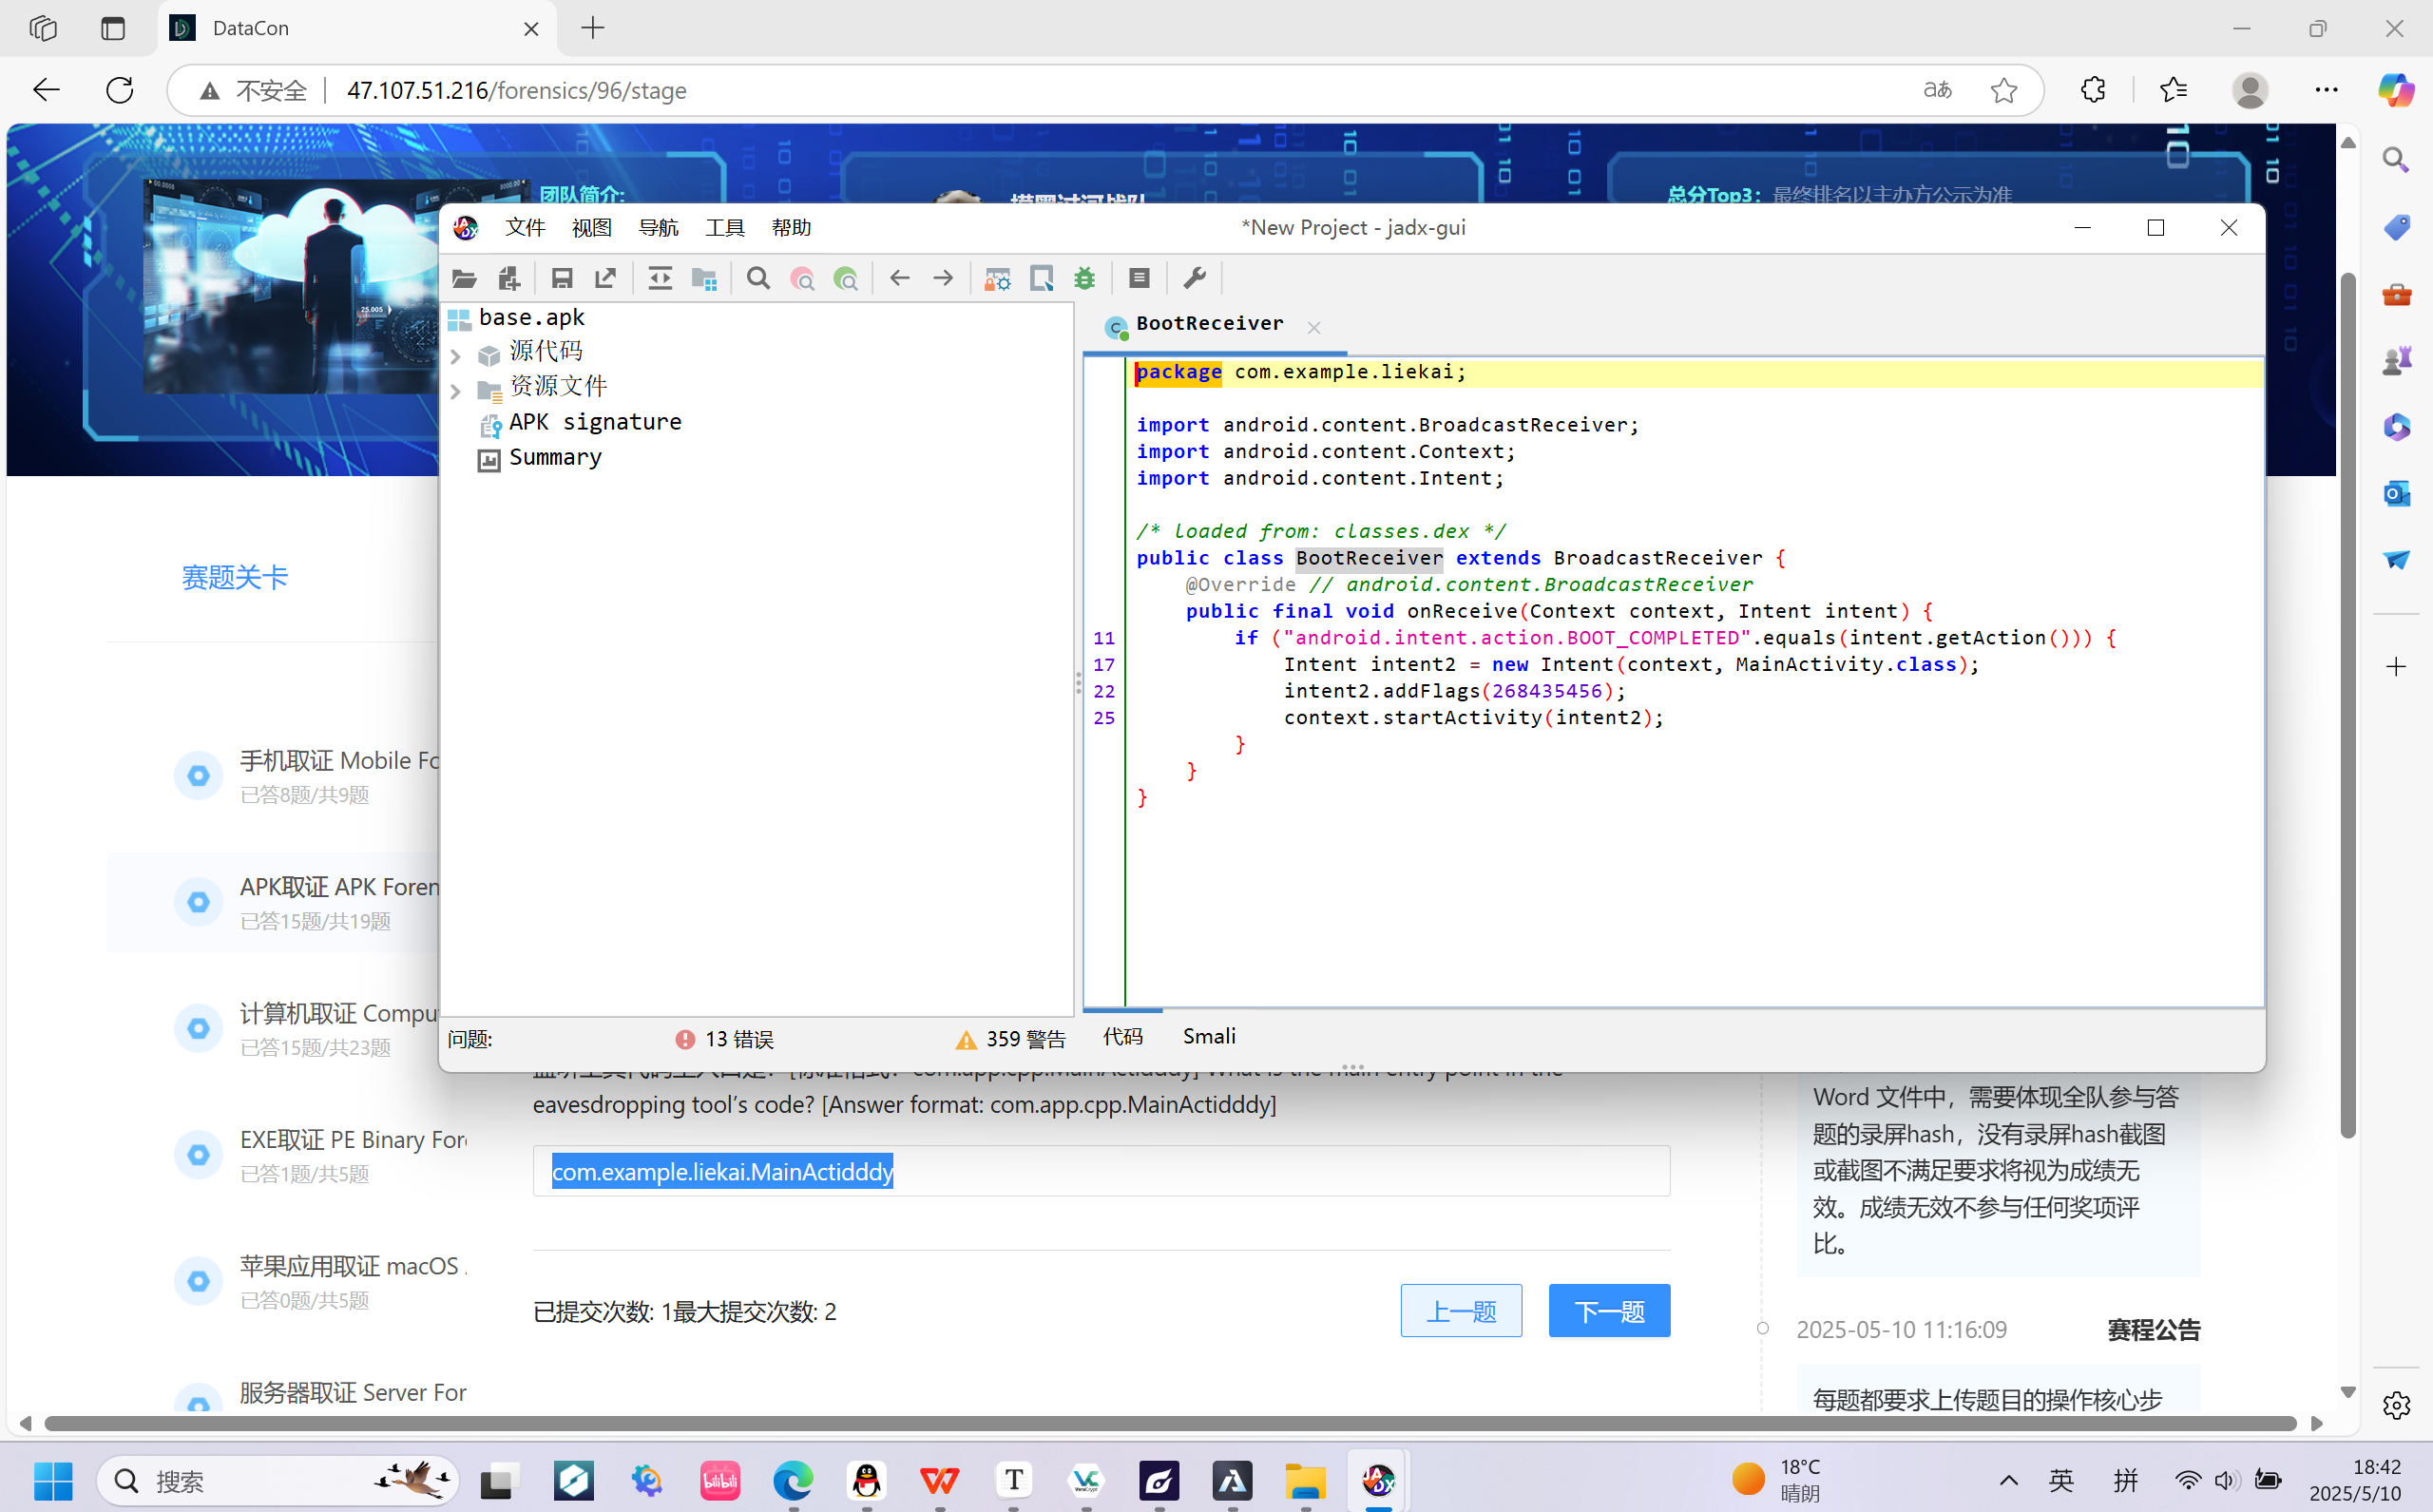 DataCon
不安全
47.107.51.216/forensics/96/stage
aあ
团队简介:
总分Top3：最终排名以主办方公示为准
文件 视图 导航 工具 帮助
*New Project - jadx-gui
base.apk
源代码
资源文件
APK signature
Summary
BootReceiver
package com.example.liekai;
import android.content.BroadcastReceiver;
import android.content.Context;
import android.content.Intent;
/* loaded from: classes.dex */
public class BootReceiver extends BroadcastReceiver {
@Override // android.content.BroadcastReceiver
public final void onReceive(Context context, Intent intent) {
11 if ("android.intent.action.BOOT_COMPLETED".equals(intent.getAction())) {
17 Intent intent2 = new Intent(context, MainActivity.class);
22 intent2.addFlags(268435456);
25 context.startActivity(intent2);
}
}
}
问题:
13 错误
359 警告
代码 Smali
赛题关卡
手机取证 Mobile Fo
已答8题/共9题
APK取证 APK Foren
已答15题/共19题
计算机取证 Compu
已答15题/共23题
EXE取证 PE Binary For
已答1题/共5题
苹果应用取证 macOS
已答0题/共5题
服务器取证 Server For
eavesdropping tool’s code? [Answer format: com.app.cpp.MainActidddy]
com.example.liekai.MainActidddy
已提交次数: 1最大提交次数: 2
上一题 下一题
Word 文件中，需要体现全队参与答
题的录屏hash，没有录屏hash截图
或截图不满足要求将视为成绩无
效。成绩无效不参与任何奖项评
比。
2025-05-10 11:16:09 赛程公告
每题都要求上传题目的操作核心步
搜索
18°C
晴朗
英
拼
18:42
2025/5/10